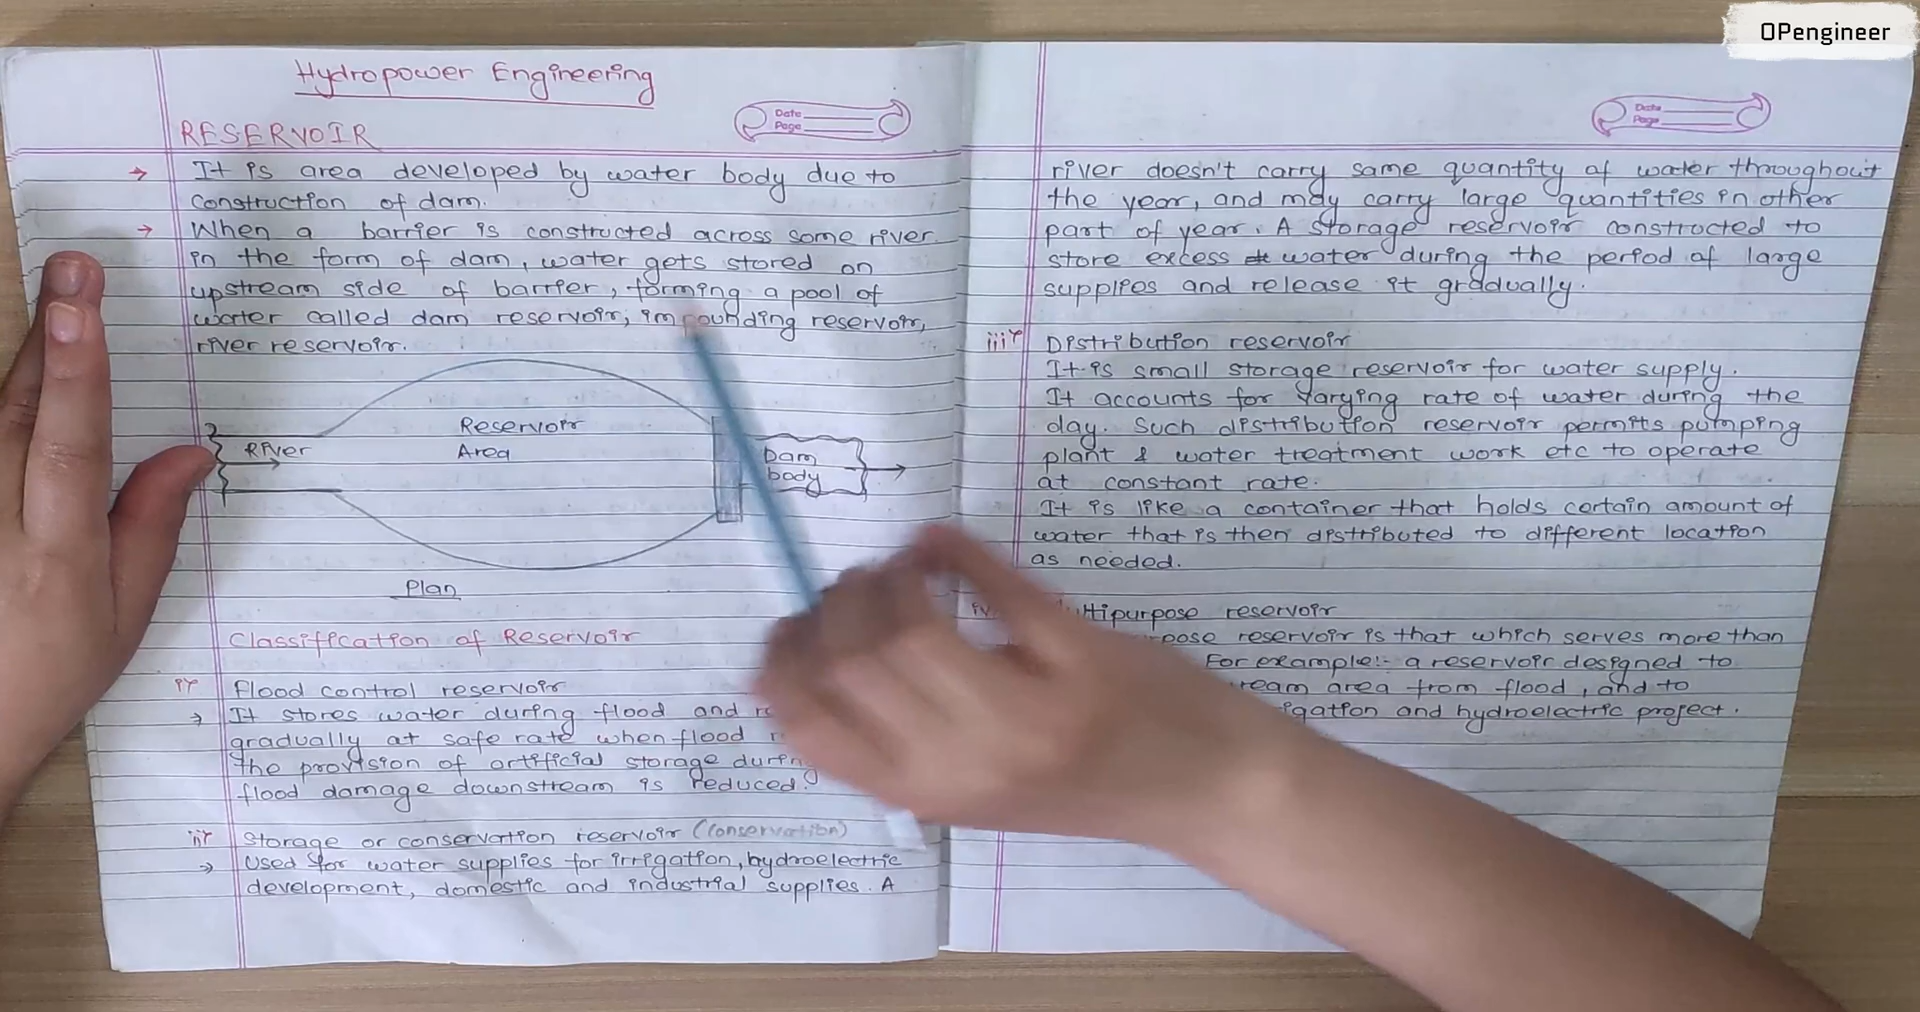 OPengineer
Hydropower Engineering
Date
Page
RESERVOIR
→ It is area developed by water body due to
construction of dam.
→ When a barrier is constructed across some river
in the form of dam, water gets stored on
upstream side of barrier, forming a pool of
water called dam reservoir, impounding reservoir,
river reservoir.
Reservoir
Area
River
Dam
body
Plan
Classification of Reservoir
i) Flood control reservoir
→ It stores water during flood and
gradually at safe rate when flood
the provision of artificial storage during
flood damage downstream is reduced.
ii) Storage or conservation reservoir (conservation)
→ Used for water supplies for irrigation, hydroelectric
development, domestic and industrial supplies. A
Date
Page
river doesn't carry same quantity of water throughout
the year, and may carry large quantities in other
part of year. A storage reservoir constructed to
store excess water during the period of large
supplies and release it gradually.
iii) Distribution reservoir
It is small storage reservoir for water supply.
It accounts for varying rate of water during the
day. Such distribution reservoir permits pumping
plant & water treatment work etc to operate
at constant rate.
It is like a container that holds certain amount of
water that is then distributed to different location
as needed.
reservoir
reservoir is that which serves more than
For example:- a reservoir designed to
area from flood, and to
and hydroelectric project.